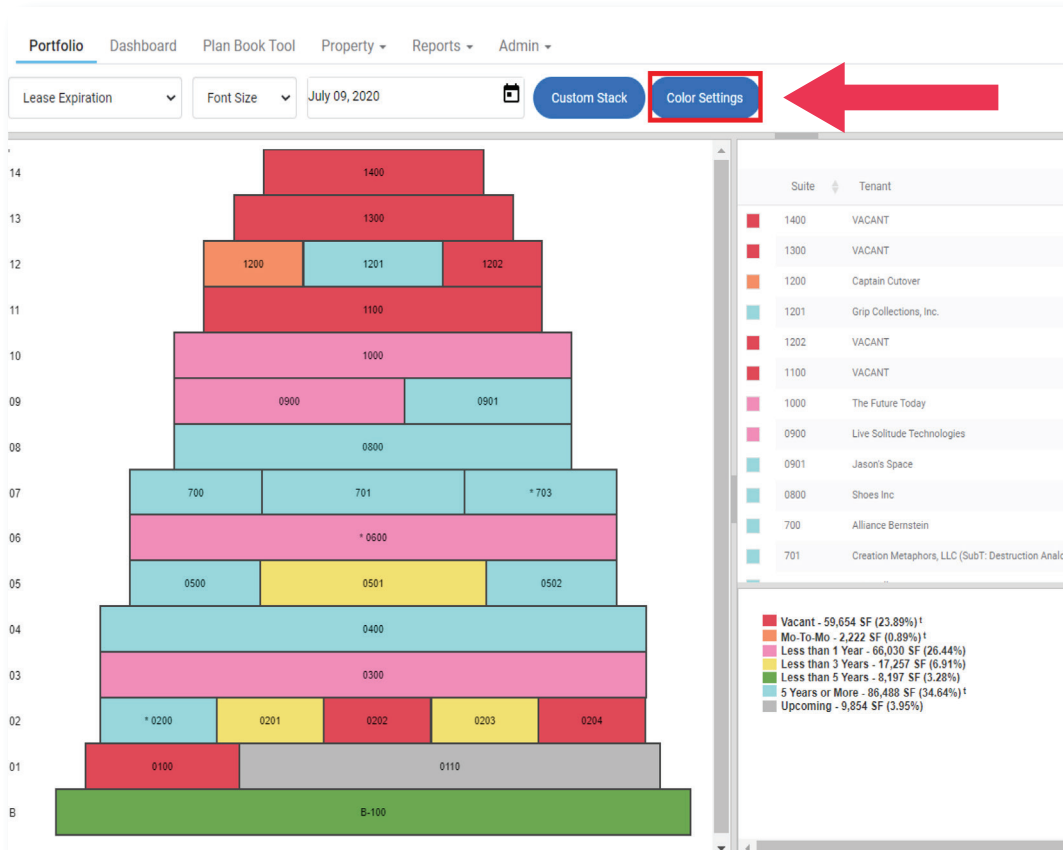 Portfolio Dashboard Plan Book Tool Property Reports Admin
Lease Expiration Font Size July 09, 2020 Custom Stack Color Settings
14 1400
13 1300
12 1200 1201 1202
11 1100
10 1000
09 0900 0901
08 0800
07 700 701 * 703
06 * 0600
05 0500 0501 0502
04 0400
03 0300
02 * 0200 0201 0202 0203 0204
01 0100 0110
B B-100
Suite Tenant
1400 VACANT
1300 VACANT
1200 Captain Cutover
1201 Grip Collections, Inc.
1202 VACANT
1100 VACANT
1000 The Future Today
0900 Live Solitude Technologies
0901 Jason's Space
0800 Shoes Inc
700 Alliance Bernstein
701 Creation Metaphors, LLC (SubT: Destruction Analo
Vacant - 59,654 SF (23.89%) t
Mo-To-Mo - 2,222 SF (0.89%) t
Less than 1 Year - 66,030 SF (26.44%)
Less than 3 Years - 17,257 SF (6.91%)
Less than 5 Years - 8,197 SF (3.28%)
5 Years or More - 86,488 SF (34.64%) t
Upcoming - 9,854 SF (3.95%)